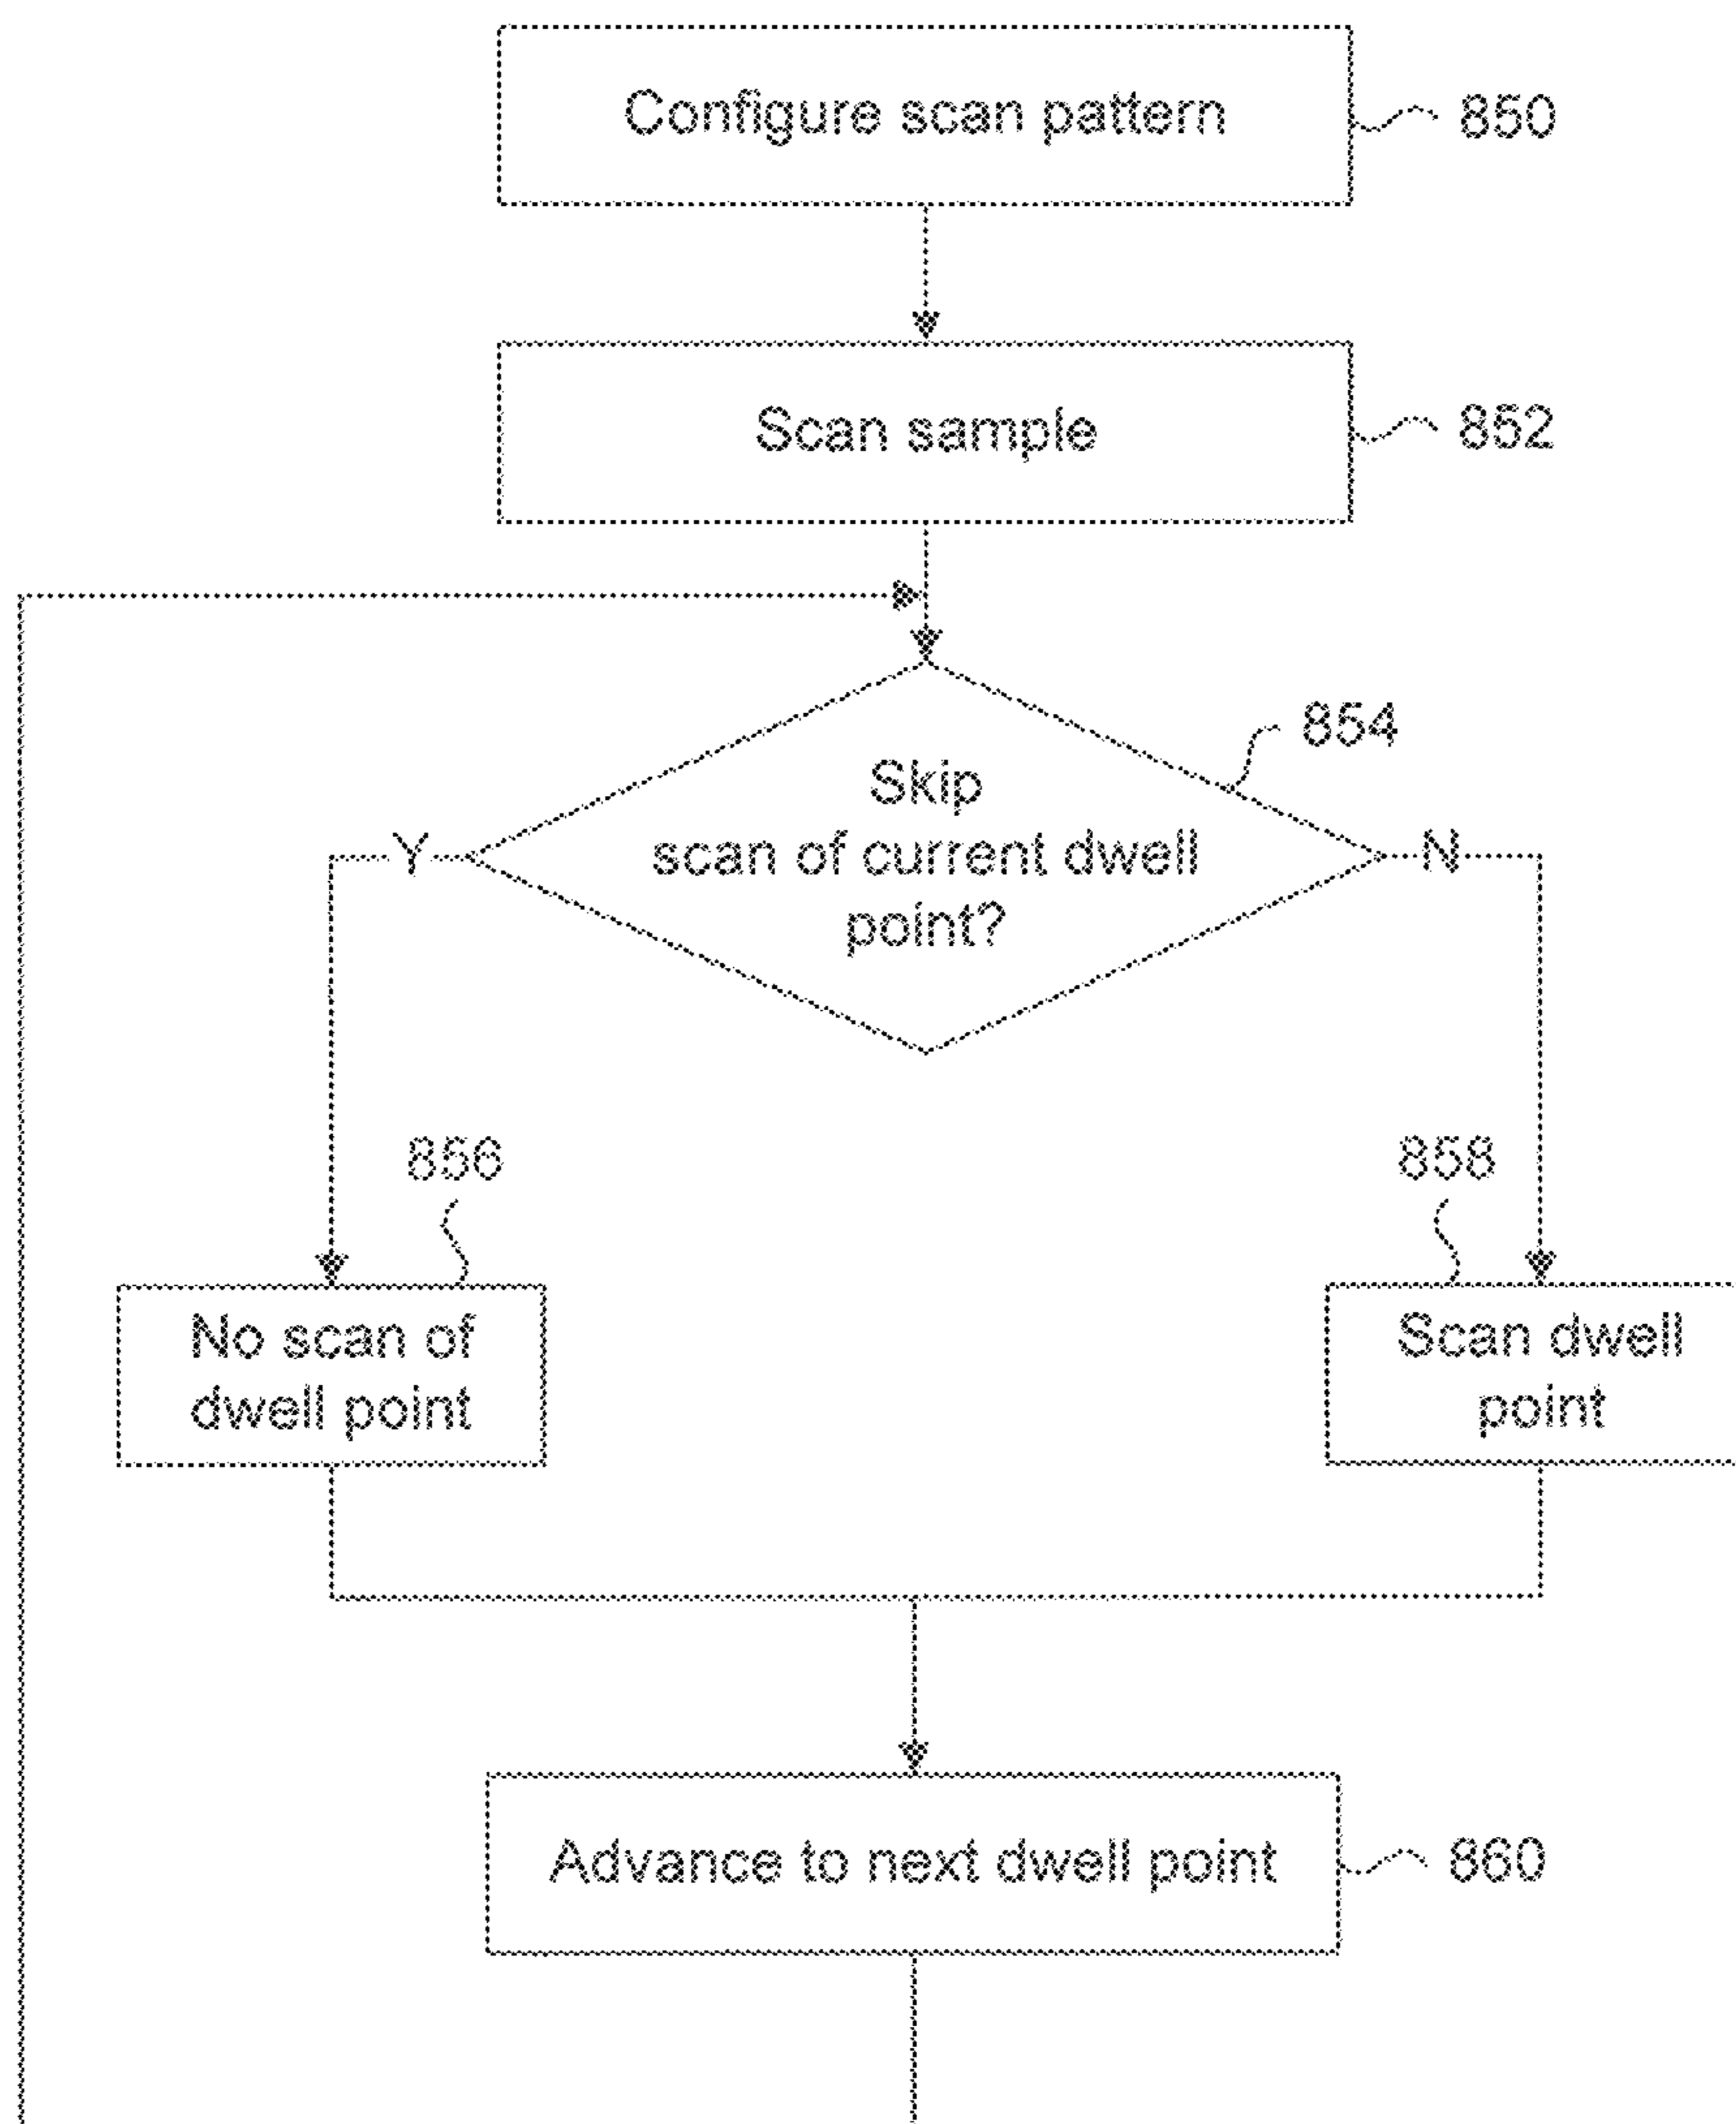 Configure scan pattern
850
Scan sample
852
854
Skip
scan of current dwell
point?
Y
N
856
858
No scan of
dwell point
Scan dwell
point
Advance to next dwell point
860